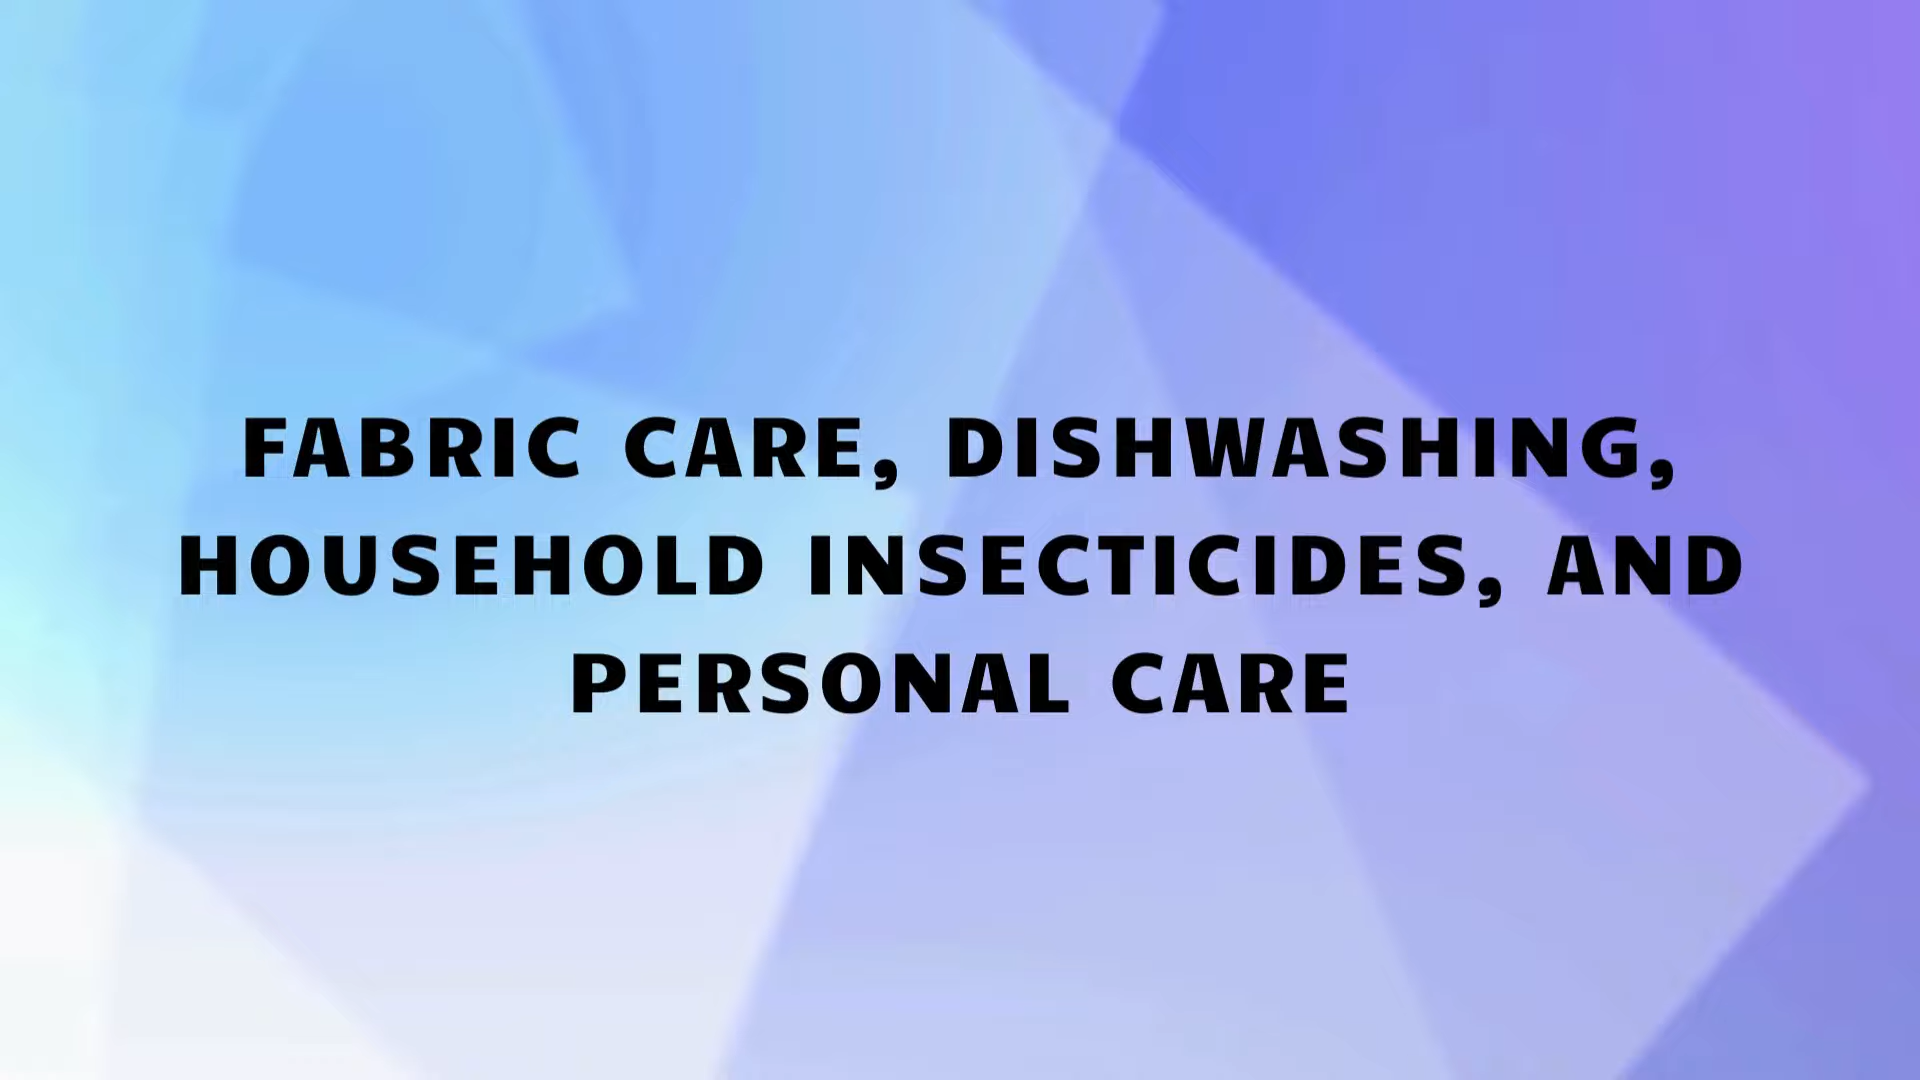 FABRIC CARE, DISHWASHING,
HOUSEHOLD INSECTICIDES, AND
PERSONAL CARE